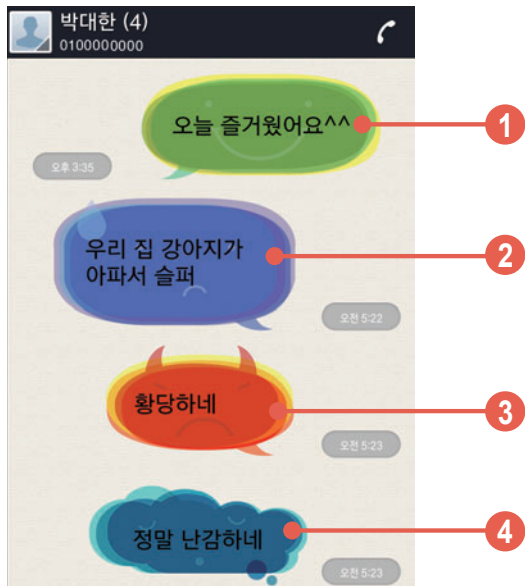 박대한 (4)
0100000000
오늘 즐거웠어요^^
1
오후 3:35
우리 집 강아지가
아파서 슬퍼
2
오전 5:22
황당하네
3
오전 5:23
정말 난감하네
4
오전 5:23